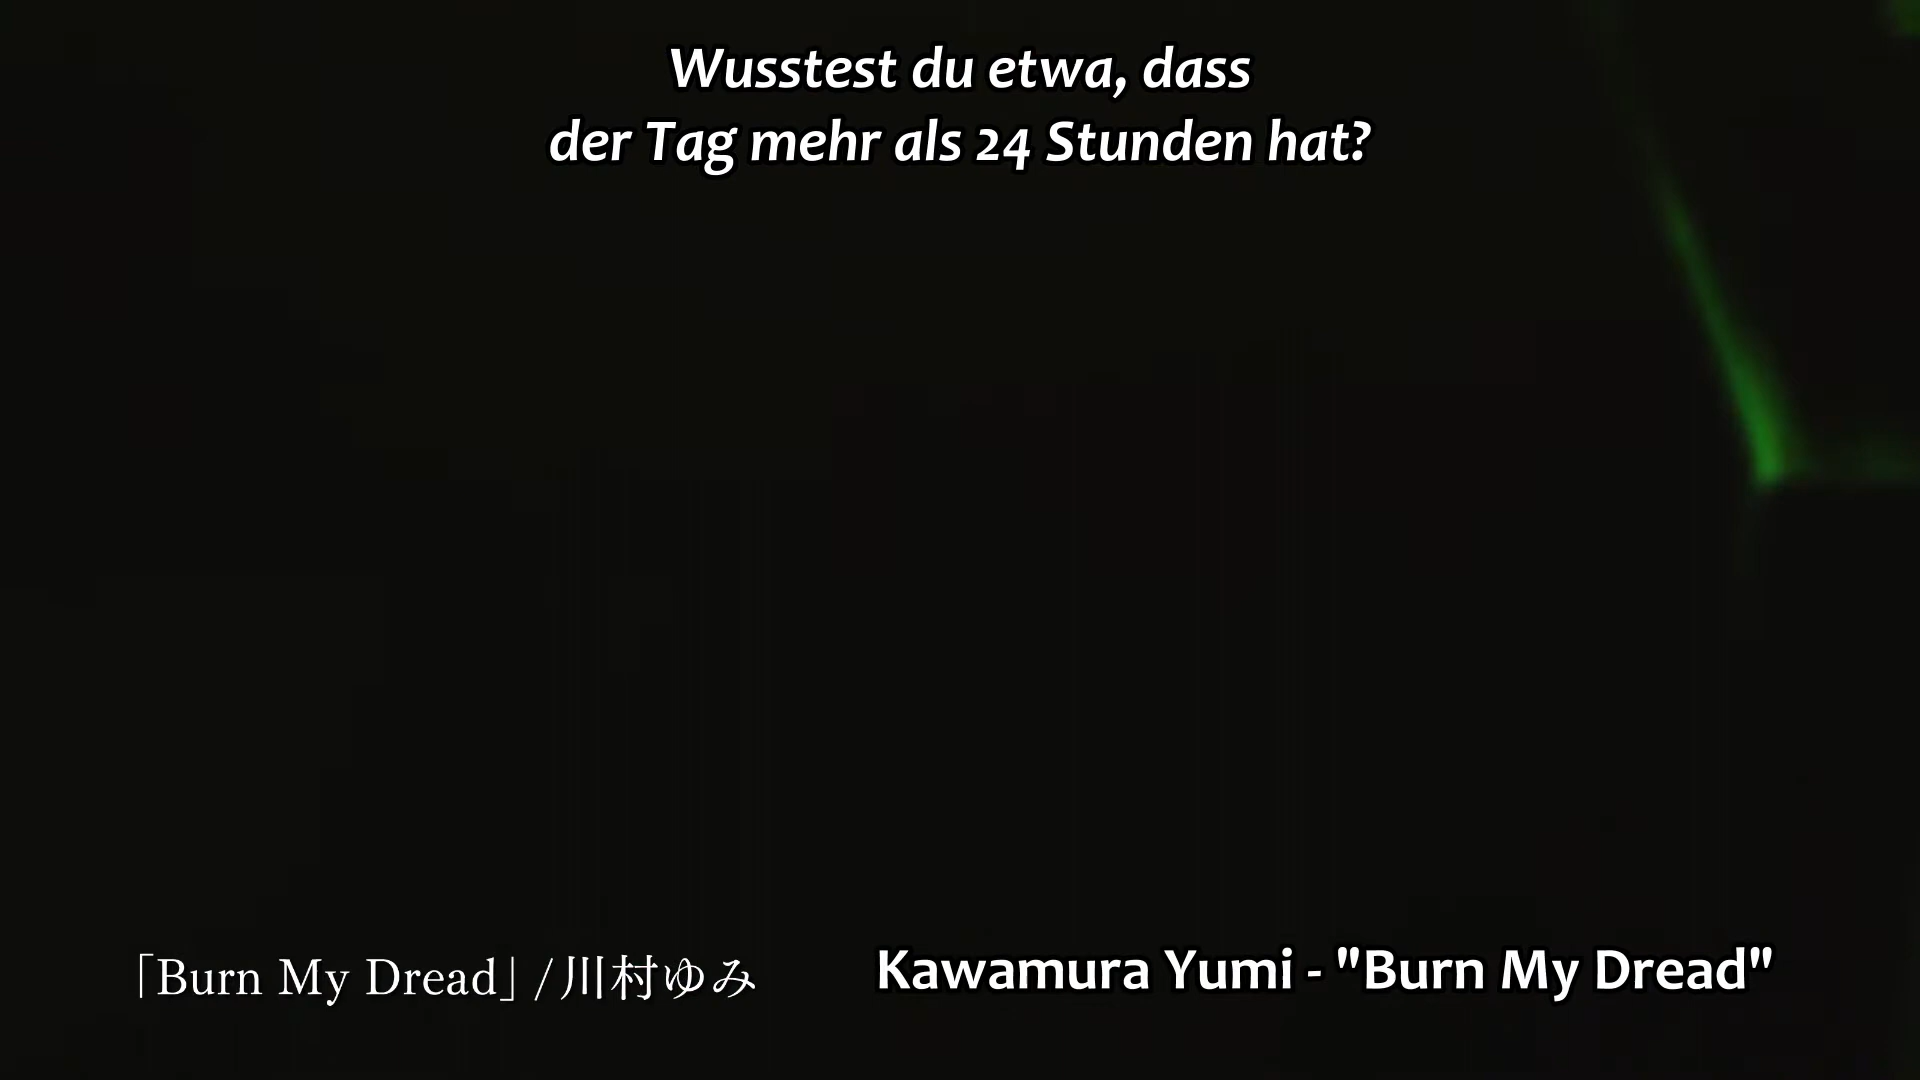 Wusstest du etwa, dass
der Tag mehr als 24 Stunden hat?
「Burn My Dread」/川村ゆみ
Kawamura Yumi - "Burn My Dread"